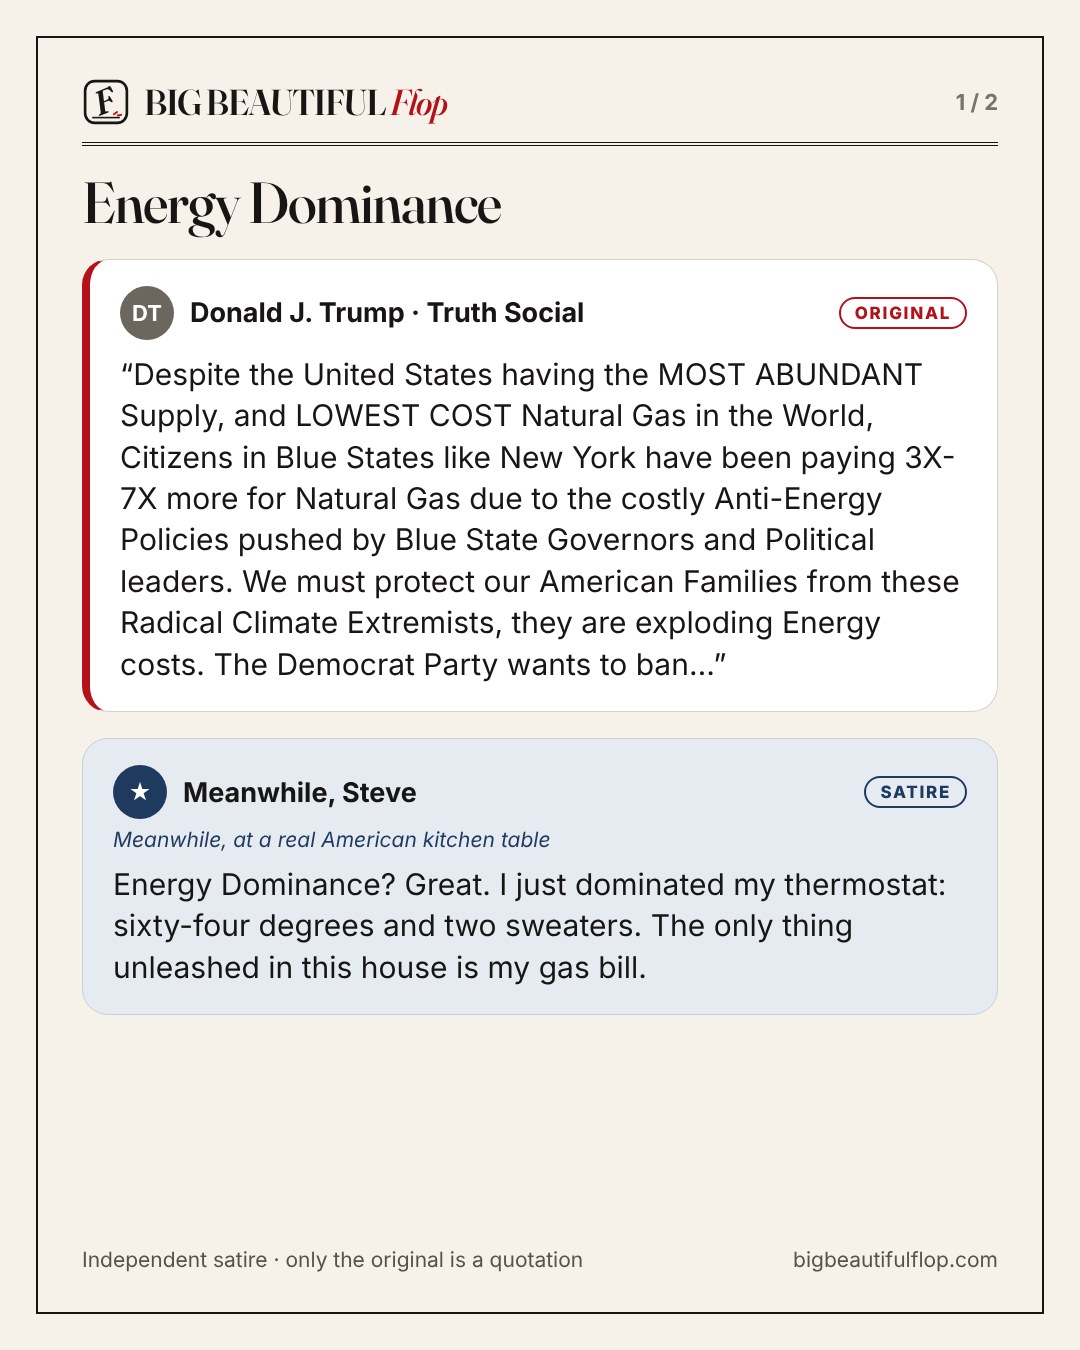 F
BIG BEAUTIFUL Flop
1 / 2
Energy Dominance
DT
Donald J. Trump · Truth Social
ORIGINAL
“Despite the United States having the MOST ABUNDANT
Supply, and LOWEST COST Natural Gas in the World,
Citizens in Blue States like New York have been paying 3X-
7X more for Natural Gas due to the costly Anti-Energy
Policies pushed by Blue State Governors and Political
leaders. We must protect our American Families from these
Radical Climate Extremists, they are exploding Energy
costs. The Democrat Party wants to ban…”
Meanwhile, Steve
SATIRE
Meanwhile, at a real American kitchen table
Energy Dominance? Great. I just dominated my thermostat:
sixty-four degrees and two sweaters. The only thing
unleashed in this house is my gas bill.
Independent satire · only the original is a quotation
bigbeautifulflop.com